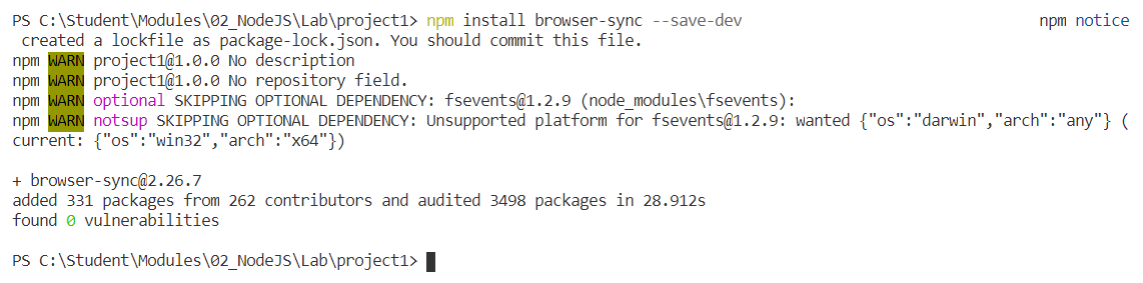 PS C:\Student\Modules\02_NodeJS\Lab\project1> npm install browser-sync --save-dev npm notice
created a lockfile as package-lock.json. You should commit this file.
npm WARN project1@1.0.0 No description
npm WARN project1@1.0.0 No repository field.
npm WARN optional SKIPPING OPTIONAL DEPENDENCY: fsevents@1.2.9 (node_modules\fsevents):
npm WARN notsup SKIPPING OPTIONAL DEPENDENCY: Unsupported platform for fsevents@1.2.9: wanted {"os":"darwin","arch":"any"} (
current: {"os":"win32","arch":"x64"})
+ browser-sync@2.26.7
added 331 packages from 262 contributors and audited 3498 packages in 28.912s
found 0 vulnerabilities
PS C:\Student\Modules\02_NodeJS\Lab\project1>